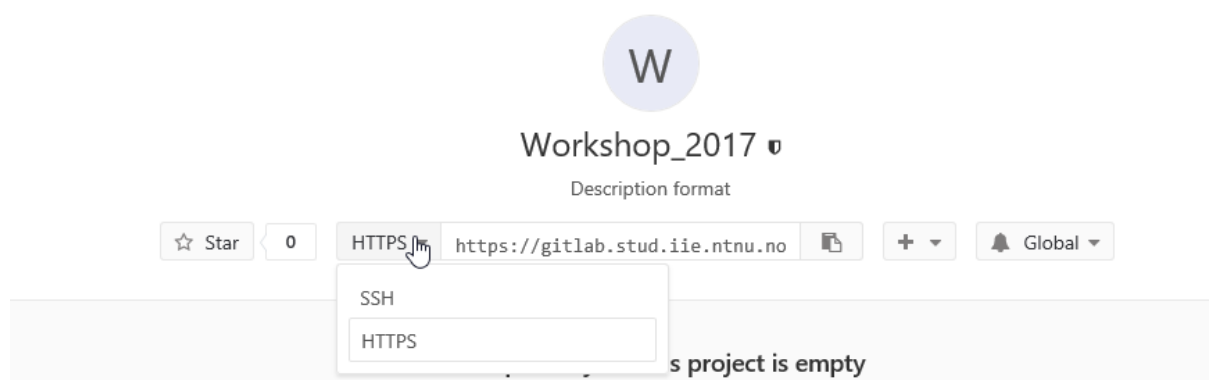 W
Workshop_2017
Description format
Star 0 HTTPS https://gitlab.stud.iie.ntnu.no Global
SSH
HTTPS
project is empty